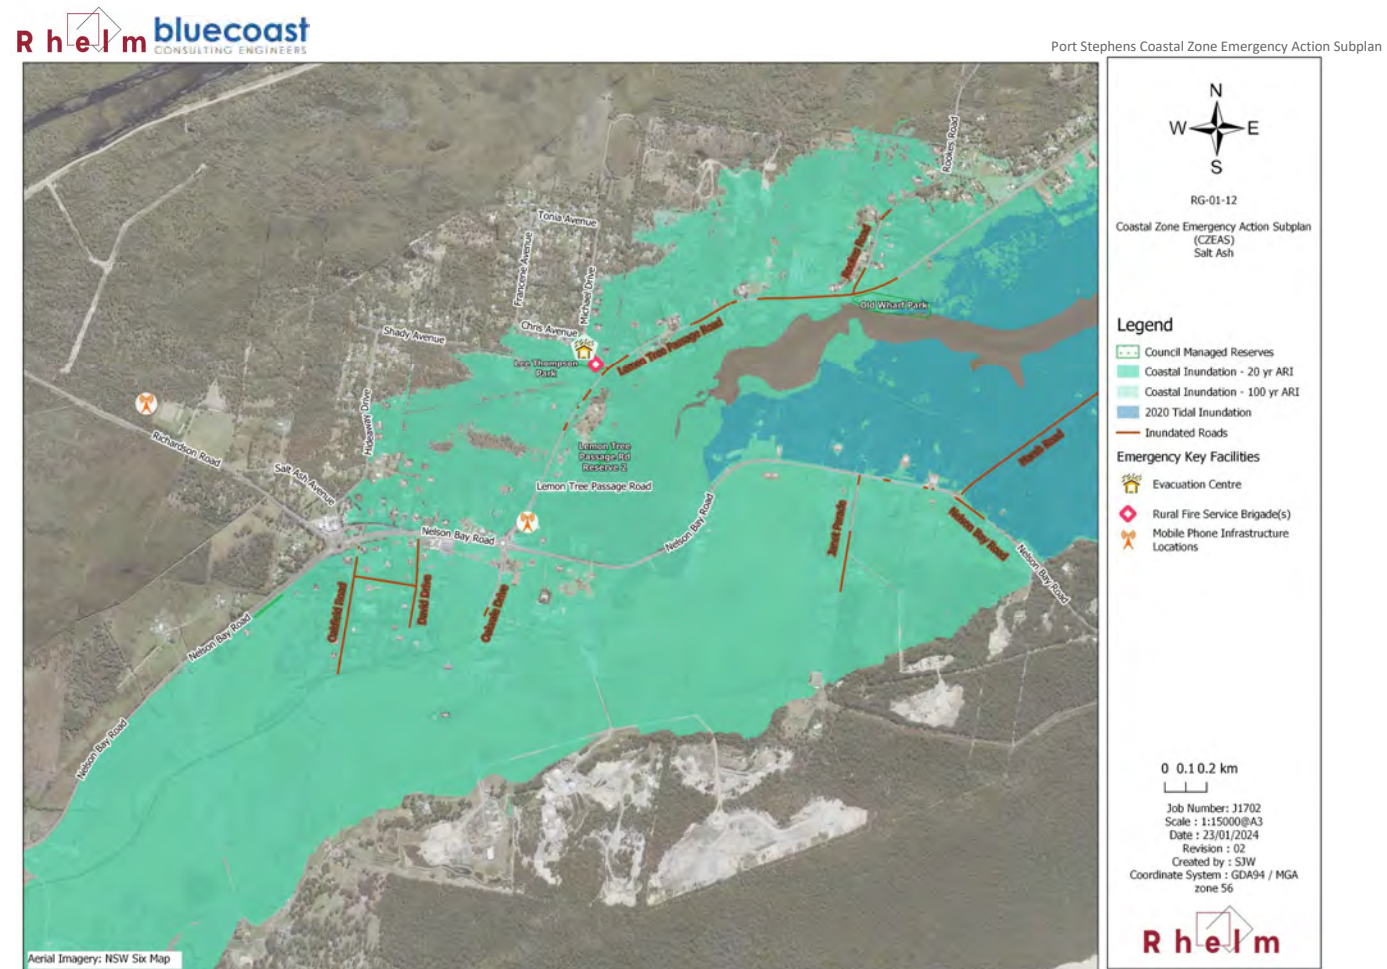 Rhelm
bluecoast
CONSULTING ENGINEERS
Port Stephens Coastal Zone Emergency Action Subplan
Rookes Road
Tonia Avenue
Francene Avenue
Michael Drive
Rookes Road
Old Wharf Park
Chris Avenue
Shady Avenue
Lee Thompson
Park
Lemon Tree Passage Road
Hideaway Drive
Richardson Road
Salt Ash Avenue
Lemon Tree
Passage Rd
Reserve 2
Lemon Tree Passage Road
Marsh Road
Nelson Bay Road
Nelson Bay Road
Janet Parade
Nelson Bay Road
Nelson Bay Road
Oakfield Road
David Drive
Oakvale Drive
Nelson Bay Road
Nelson Bay Road
Aerial Imagery: NSW Six Map
N
W
E
S
RG-01-12
Coastal Zone Emergency Action Subplan
(CZEAS)
Salt Ash
Legend
Council Managed Reserves
Coastal Inundation - 20 yr ARI
Coastal Inundation - 100 yr ARI
2020 Tidal Inundation
Inundated Roads
Emergency Key Facilities
Evacuation Centre
Rural Fire Service Brigade(s)
Mobile Phone Infrastructure
Locations
0 0.1 0.2 km
Job Number: J1702
Scale : 1:15000@A3
Date : 23/01/2024
Revision : 02
Created by : SJW
Coordinate System : GDA94 / MGA
zone 56
Rhelm